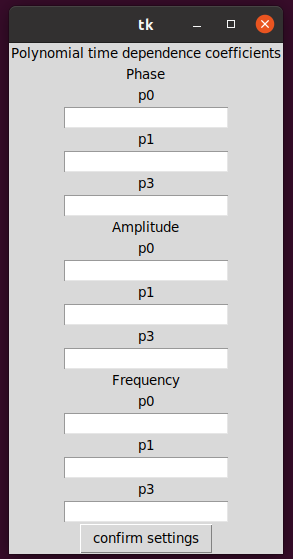 tk
Polynomial time dependence coefficients
Phase
p0
p1
p3
Amplitude
p0
p1
p3
Frequency
p0
p1
p3
confirm settings